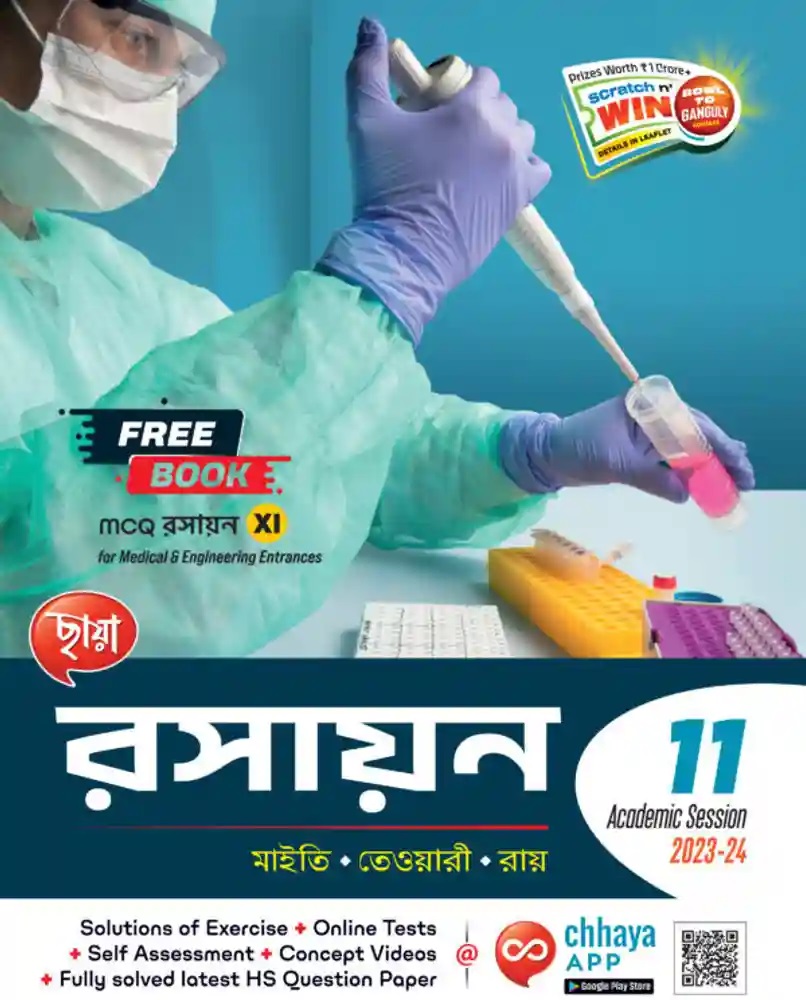 Prizes Worth ₹1 Crore+
Scratch n'
WIN
BOWL
TO
GANGULY
contest
DETAILS IN LEAFLET
FREE
BOOK
MCQ রসায়ন XI
for Medical & Engineering Entrances
ছায়া
রসায়ন
11
Academic Session
2023-24
মাইতি • তেওয়ারী • রায়
Solutions of Exercise + Online Tests
+ Self Assessment + Concept Videos
+ Fully solved latest HS Question Paper
@
chhaya
APP
Google Play Store